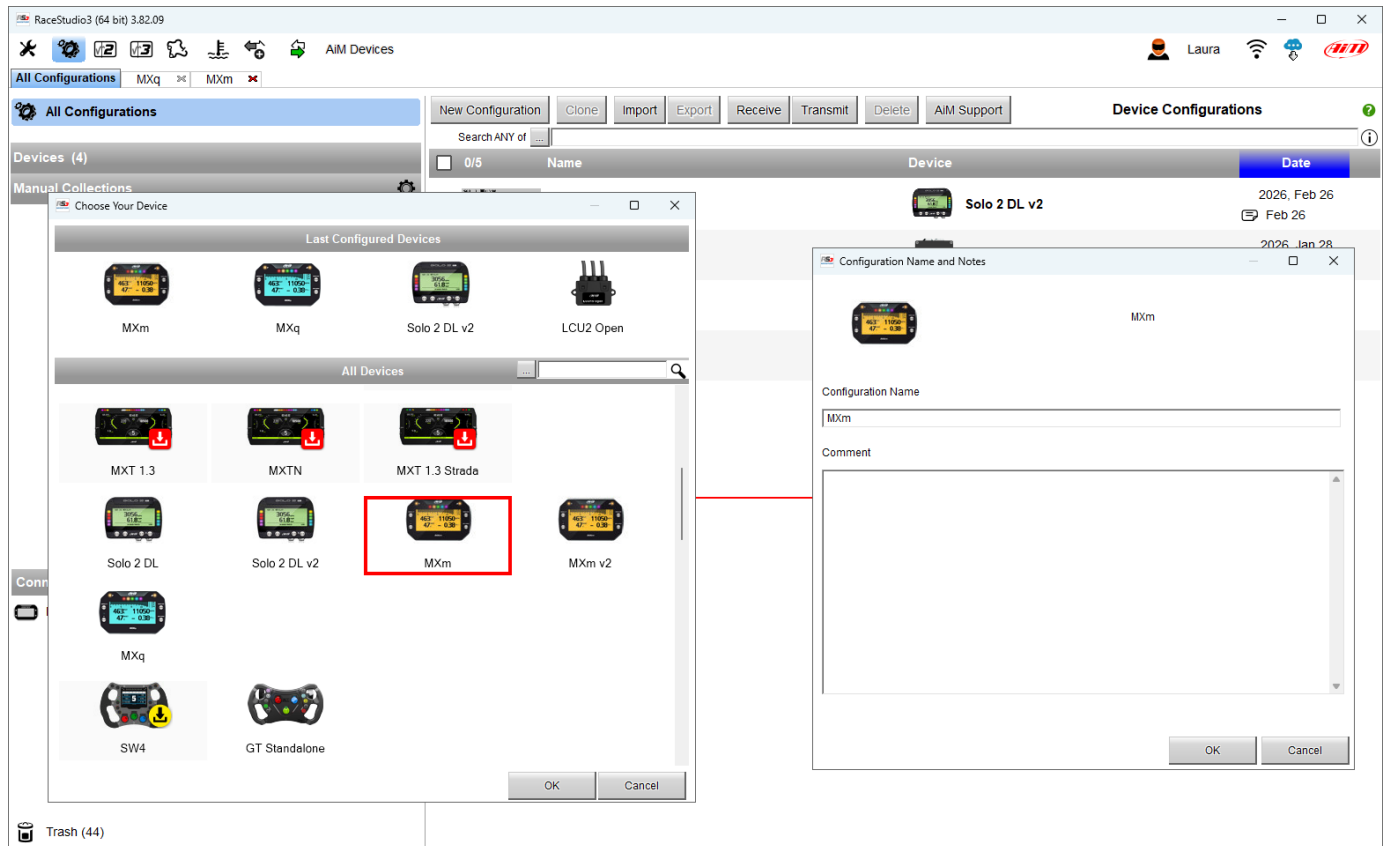 RaceStudio3 (64 bit) 3.82.09
AiM Devices
Laura
AiM
All Configurations MXq MXm
All Configurations
New Configuration Clone Import Export Receive Transmit Delete AiM Support Device Configurations
Search ANY of ...
Devices (4)
0/5 Name Device Date
Manual Collections
Solo 2 DL v2
2026, Feb 26
Feb 26
2026, Jan 28
Choose Your Device
Last Configured Devices
MXm MXq Solo 2 DL v2 LCU2 Open
All Devices ...
MXT 1.3 MXTN MXT 1.3 Strada
Solo 2 DL Solo 2 DL v2 MXm MXm v2
MXq
SW4 GT Standalone
OK Cancel
Conn
Trash (44)
Configuration Name and Notes
MXm
Configuration Name
MXm
Comment
OK Cancel